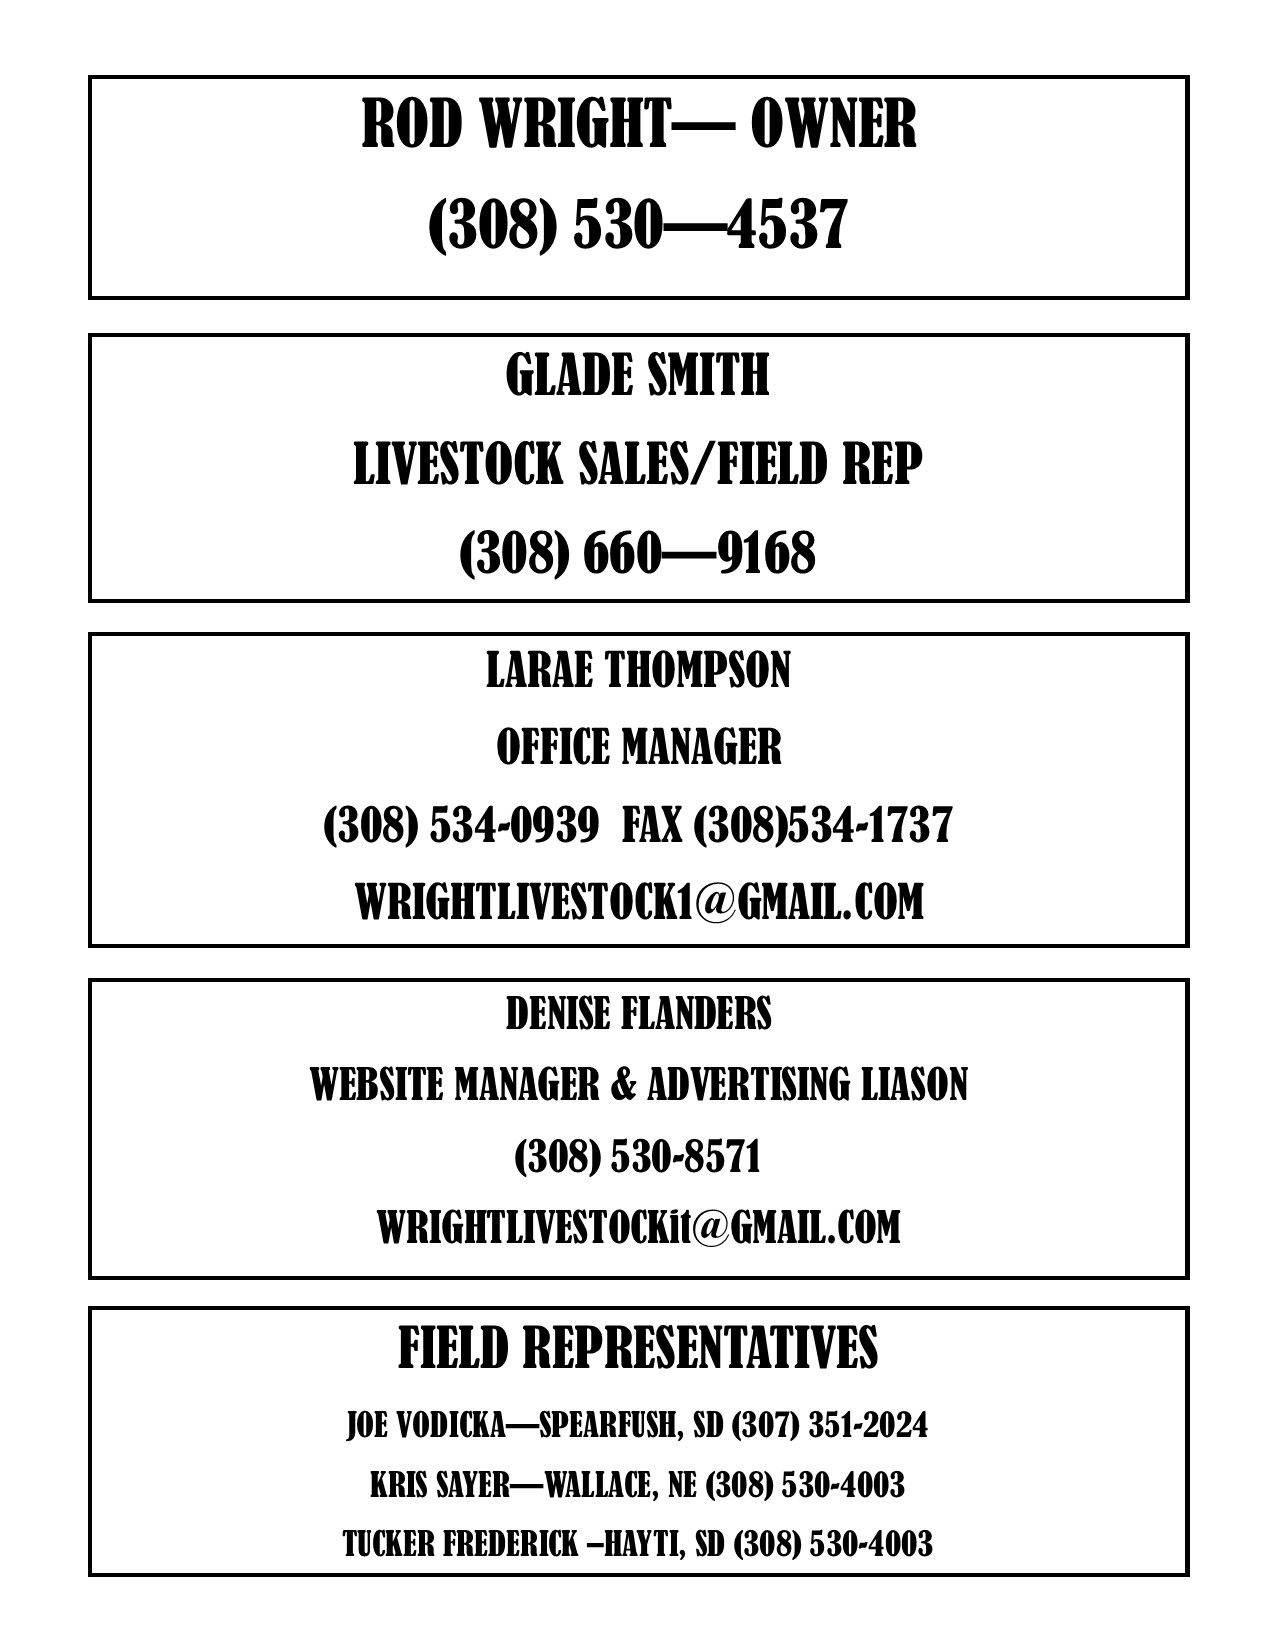 ROD WRIGHT— OWNER
(308) 530—4537
GLADE SMITH
LIVESTOCK SALES/FIELD REP
(308) 660—9168
LARAE THOMPSON
OFFICE MANAGER
(308) 534-0939  FAX (308)534-1737
WRIGHTLIVESTOCK1@GMAIL.COM
DENISE FLANDERS
WEBSITE MANAGER & ADVERTISING LIASON
(308) 530-8571
WRIGHTLIVESTOCKit@GMAIL.COM
FIELD REPRESENTATIVES
JOE VODICKA—SPEARFUSH, SD (307) 351-2024
KRIS SAYER—WALLACE, NE (308) 530-4003
TUCKER FREDERICK –HAYTI, SD (308) 530-4003